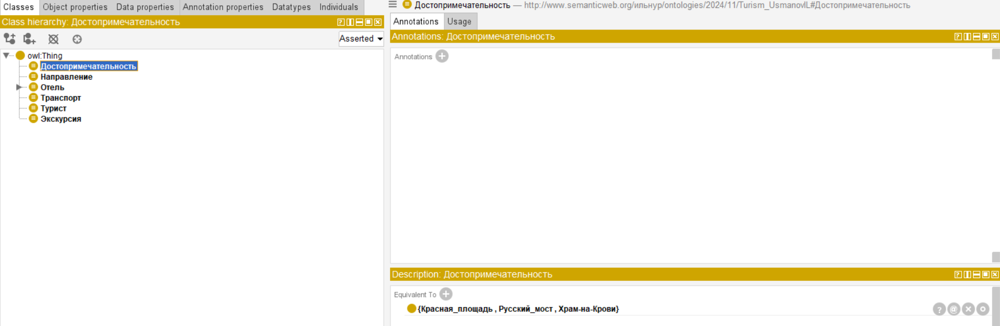 Classes Object properties Data properties Annotation properties Datatypes Individuals
Class hierarchy: Достопримечательность
Asserted
owl:Thing
Достопримечательность
Направление
Отель
Транспорт
Турист
Экскурсия
Достопримечательность — http://www.semanticweb.org/ильнур/ontologies/2024/11/Turism_UsmanovIL#Достопримечательность
Annotations Usage
Annotations: Достопримечательность
Annotations
Description: Достопримечательность
Equivalent To
{Красная_площадь , Русский_мост , Храм-на-Крови}